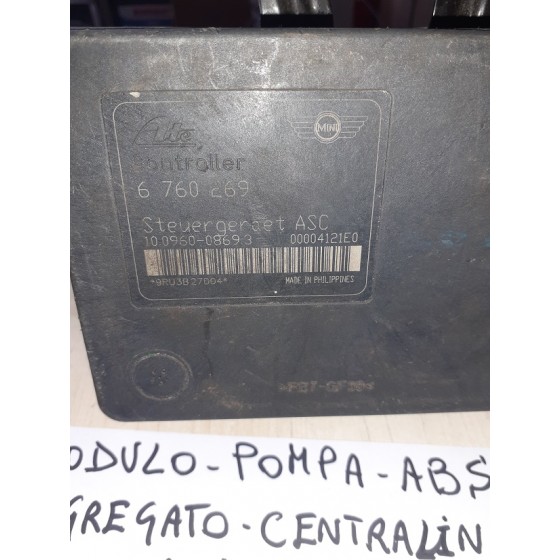 Ate
MINI
controller
6 760 269
Steuergeraet ASC
10.0960-0869.3 00004121E0
*9RU3B27D04*
MADE IN PHILIPPINES
ODULO-POMPA-ABS
GREGATO-CENTRALIN